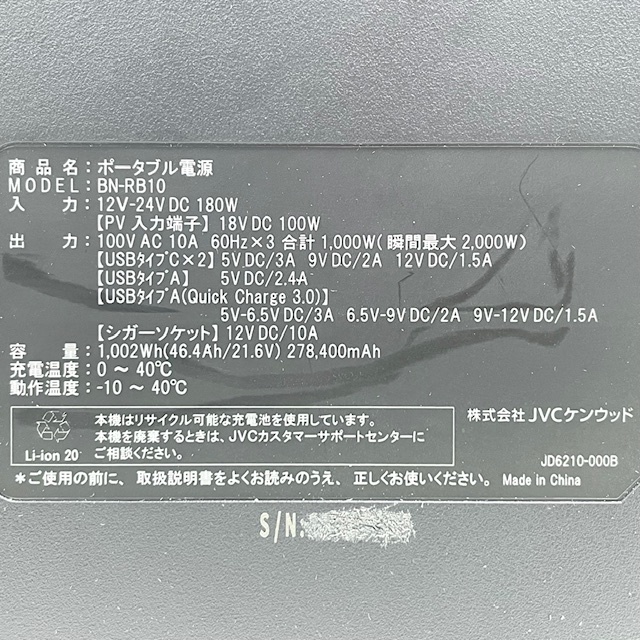 商品名:ポータブル電源
MODEL:BN-RB10
入力:12V-24V DC 180W
【PV 入力端子】 18V DC 100W
出力:100V AC 10A 60Hz×3 合計 1,000W(瞬間最大 2,000W)
【USBﾀｲﾌﾟC×2】5V DC/3A 9V DC/2A 12V DC/1.5A
【USBﾀｲﾌﾟA】 5V DC/2.4A
【USBﾀｲﾌﾟA(Quick Charge 3.0)】
5V-6.5V DC/3A 6.5V-9V DC/2A 9V-12V DC/1.5A
【シガーソケット】12V DC/10A
容量:1,002Wh(46.4Ah/21.6V) 278,400mAh
充電温度:0 ～ 40℃
動作温度:-10 ～ 40℃
本機はリサイクル可能な充電池を使用しています。
本機を廃棄するときは、JVCカスタマーサポートセンターに
ご相談ください。
Li-ion 20
株式会社 JVCケンウッド
JD6210-000B
＊ご使用の前に、取扱説明書をよくお読みのうえ、正しくお使いください。 Made in China
S/N.